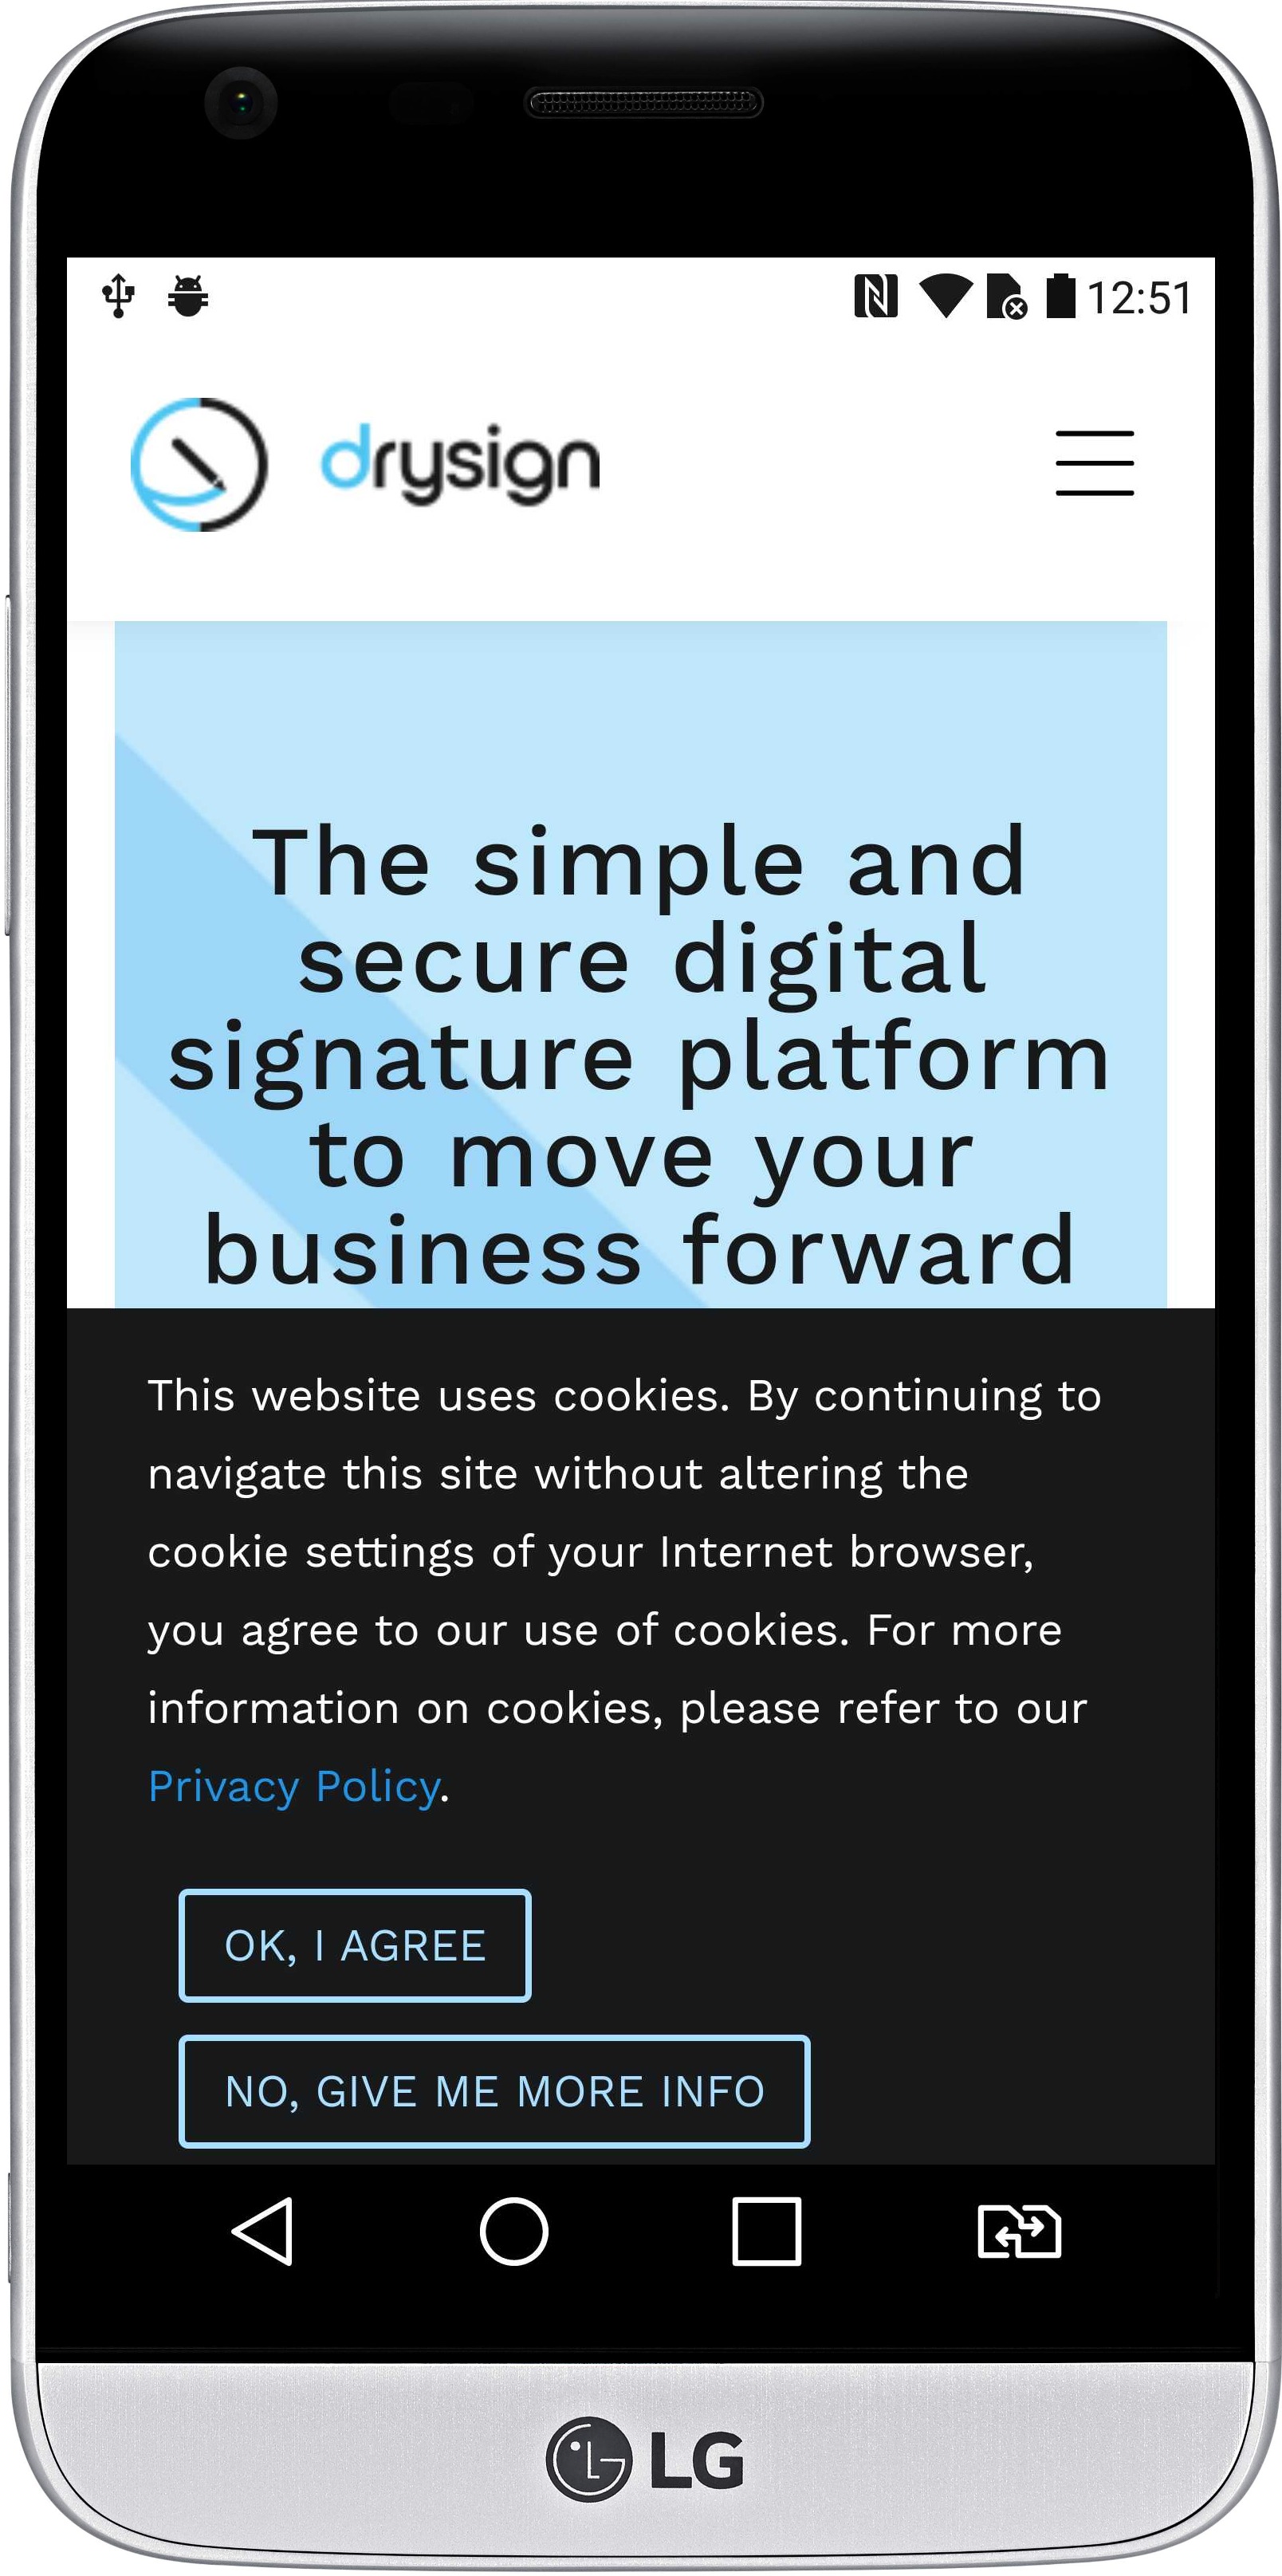 12:51
drysign
The simple and
secure digital
signature platform
to move your
business forward
This website uses cookies. By continuing to
navigate this site without altering the
cookie settings of your Internet browser,
you agree to our use of cookies. For more
information on cookies, please refer to our
Privacy Policy.
OK, I AGREE
NO, GIVE ME MORE INFO
LG